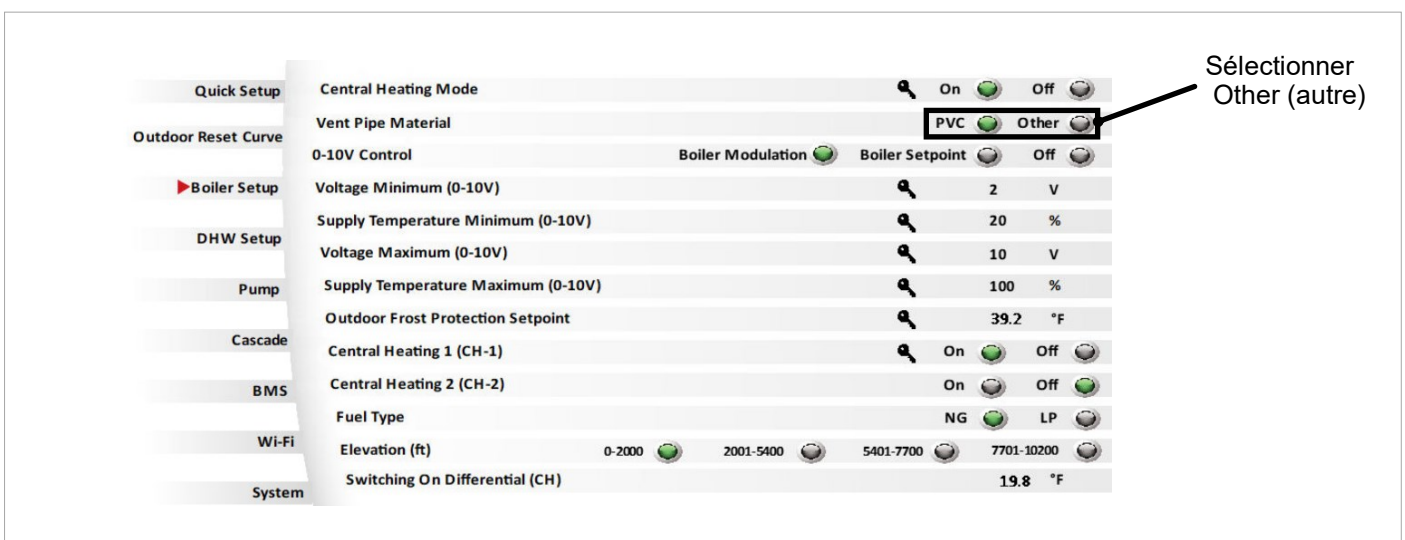 Sélectionner
Other (autre)
Quick Setup
Outdoor Reset Curve
Boiler Setup
DHW Setup
Pump
Cascade
BMS
Wi-Fi
System
Central Heating Mode On Off
Vent Pipe Material PVC Other
0-10V Control Boiler Modulation Boiler Setpoint Off
Voltage Minimum (0-10V) 2 V
Supply Temperature Minimum (0-10V) 20 %
Voltage Maximum (0-10V) 10 V
Supply Temperature Maximum (0-10V) 100 %
Outdoor Frost Protection Setpoint 39.2 °F
Central Heating 1 (CH-1) On Off
Central Heating 2 (CH-2) On Off
Fuel Type NG LP
Elevation (ft) 0-2000 2001-5400 5401-7700 7701-10200
Switching On Differential (CH) 19.8 °F